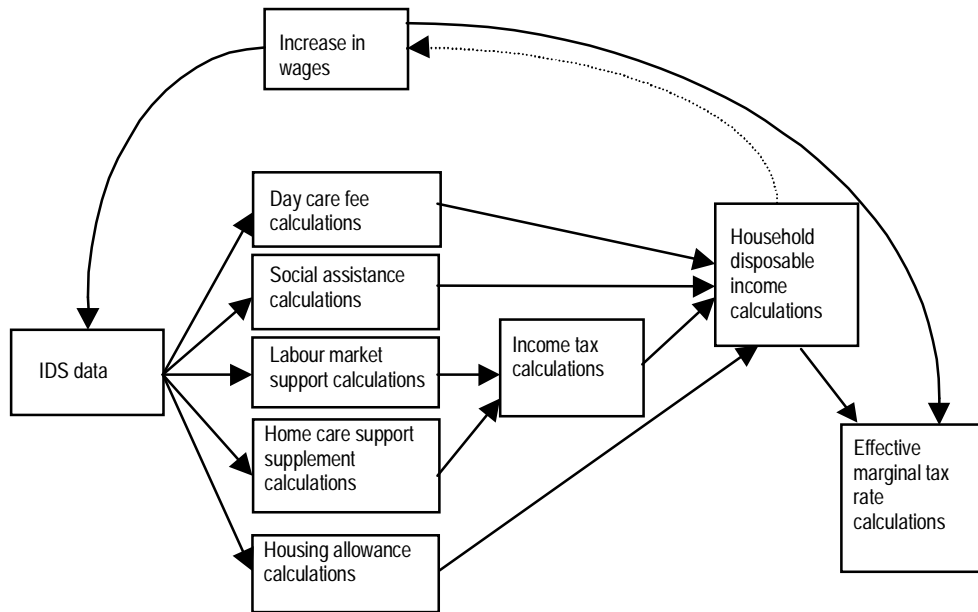 Increase in
wages
Day care fee
calculations
Social assistance
calculations
IDS data
Labour market
support calculations
Home care support
supplement
calculations
Housing allowance
calculations
Income tax
calculations
Household
disposable
income
calculations
Effective
marginal tax
rate
calculations